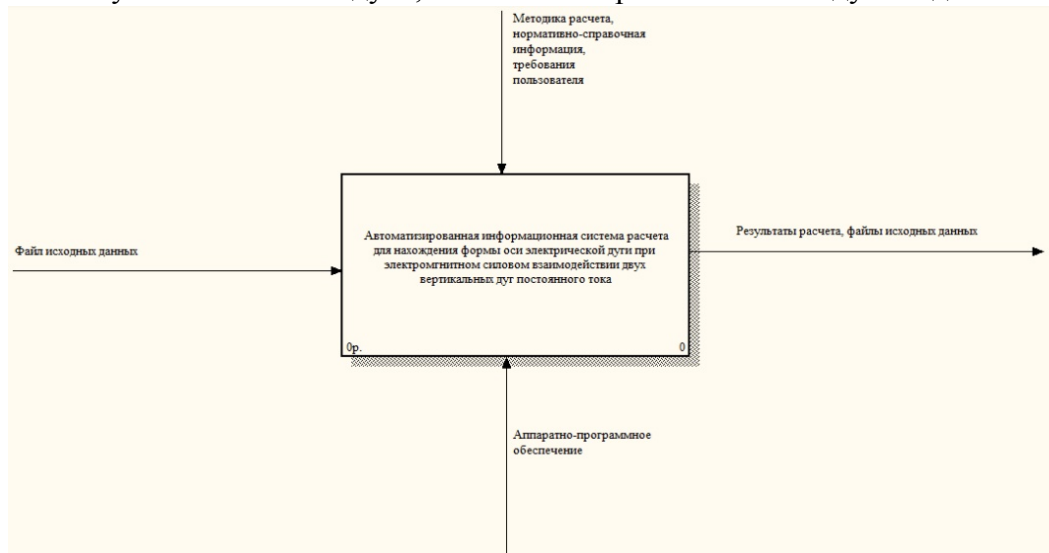 Методика расчета,
нормативно-справочная
информация,
требования
пользователя
Файл исходных данных
Автоматизированная информационная система расчета
для нахождения формы оси электрической дуги при
электромгнитном силовом взаимодействии двух
вертикальных дуг постоянного тока
0р.
0
Результаты расчета, файлы исходных данных
Аппаратно-программное
обеспечение